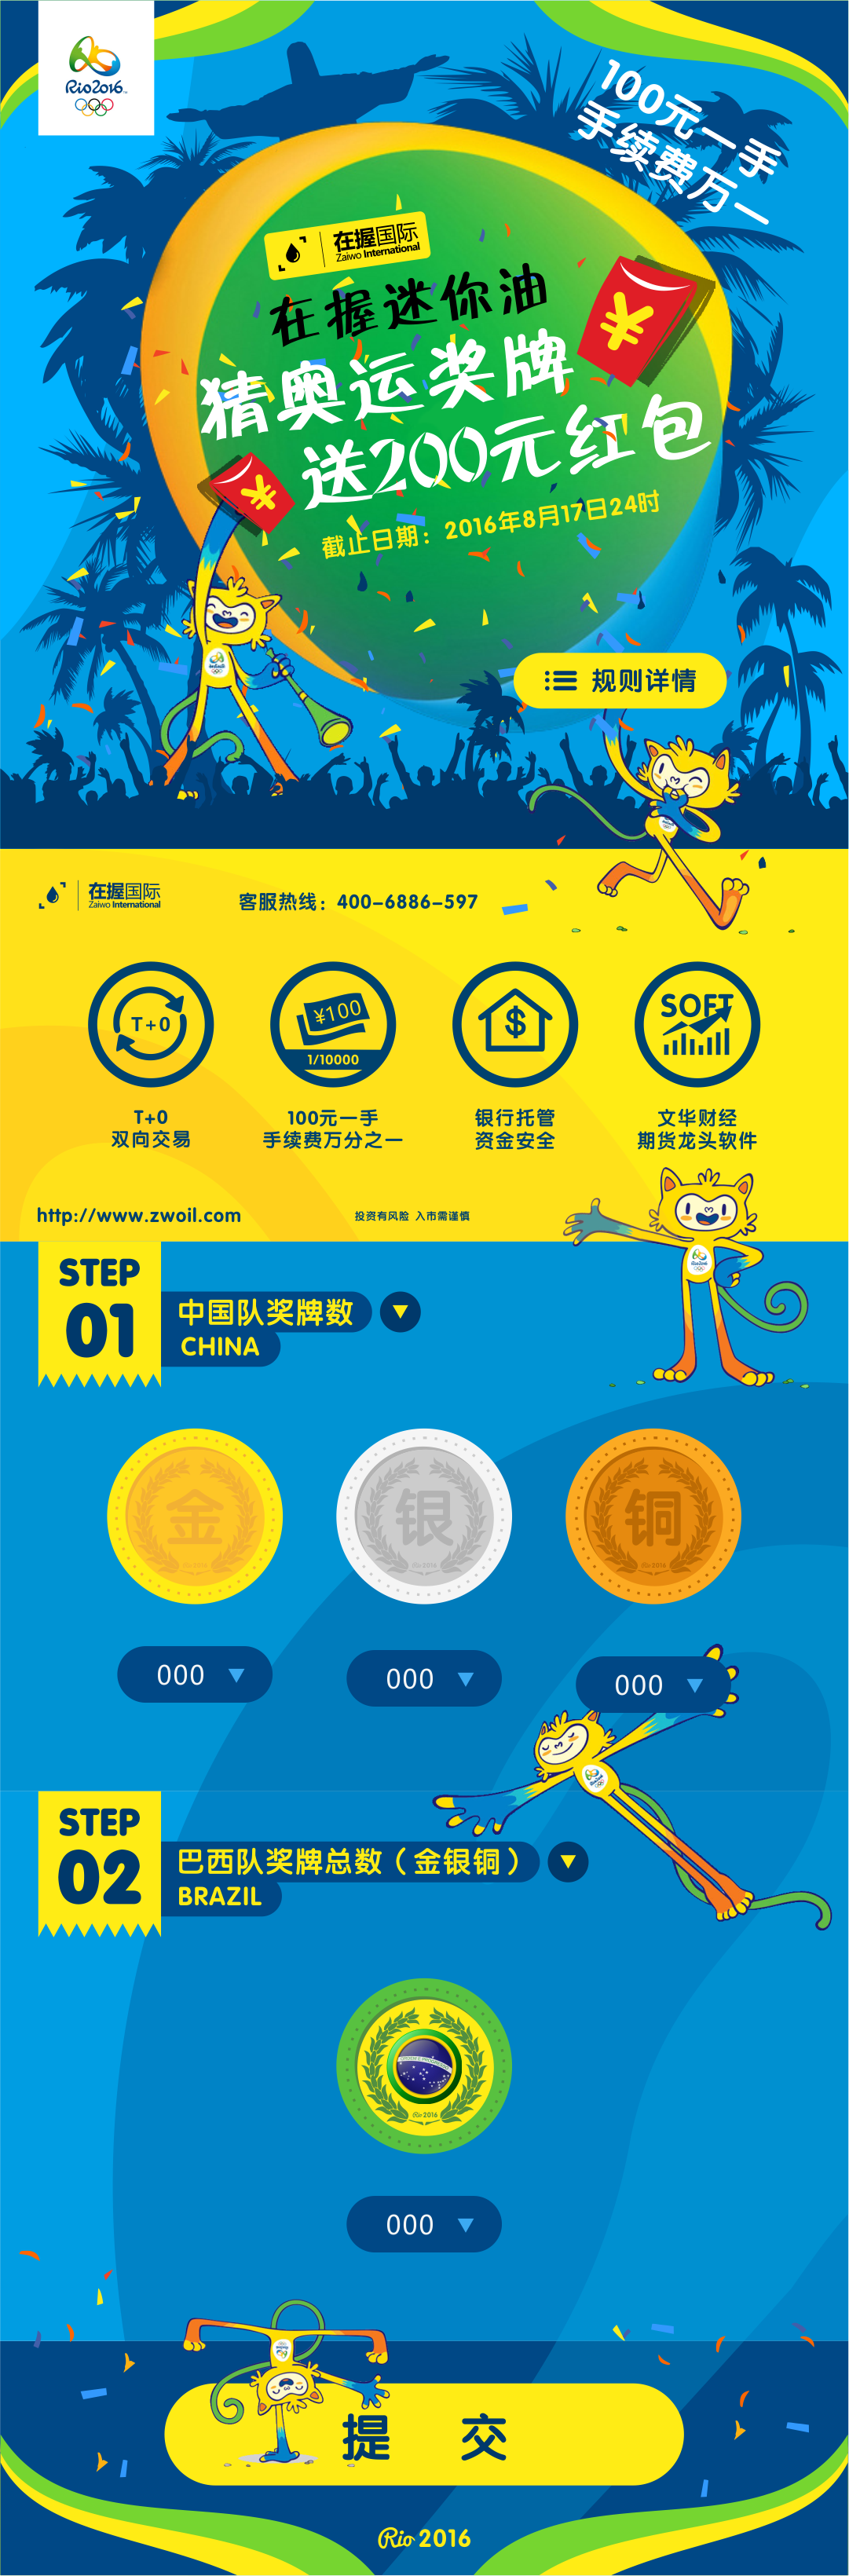 Rio2016
100元一手
手续费万一
在握国际
Zaiwo International
在握迷你油
猜奥运奖牌
送200元红包
截止日期：2016年8月17日24时
规则详情
在握国际
Zaiwo International
客服热线：400-6886-597
T+0
¥100
1/10000
$
SOFT
T+0
双向交易
100元一手
手续费万分之一
银行托管
资金安全
文华财经
期货龙头软件
http://www.zwoil.com
投资有风险 入市需谨慎
STEP
01
中国队奖牌数
CHINA
金
Rio 2016
银
Rio 2016
铜
Rio 2016
000
000
000
STEP
02
巴西队奖牌总数（金银铜）
BRAZIL
Rio 2016
000
提 交
Rio 2016